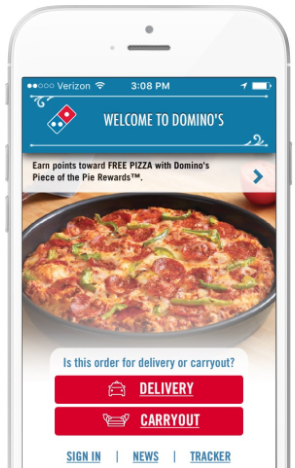 Verizon 3:08 PM
WELCOME TO DOMINO'S
Earn points toward FREE PIZZA with Domino's
Piece of the Pie Rewards™.
Is this order for delivery or carryout?
DELIVERY
CARRYOUT
SIGN IN | NEWS | TRACKER